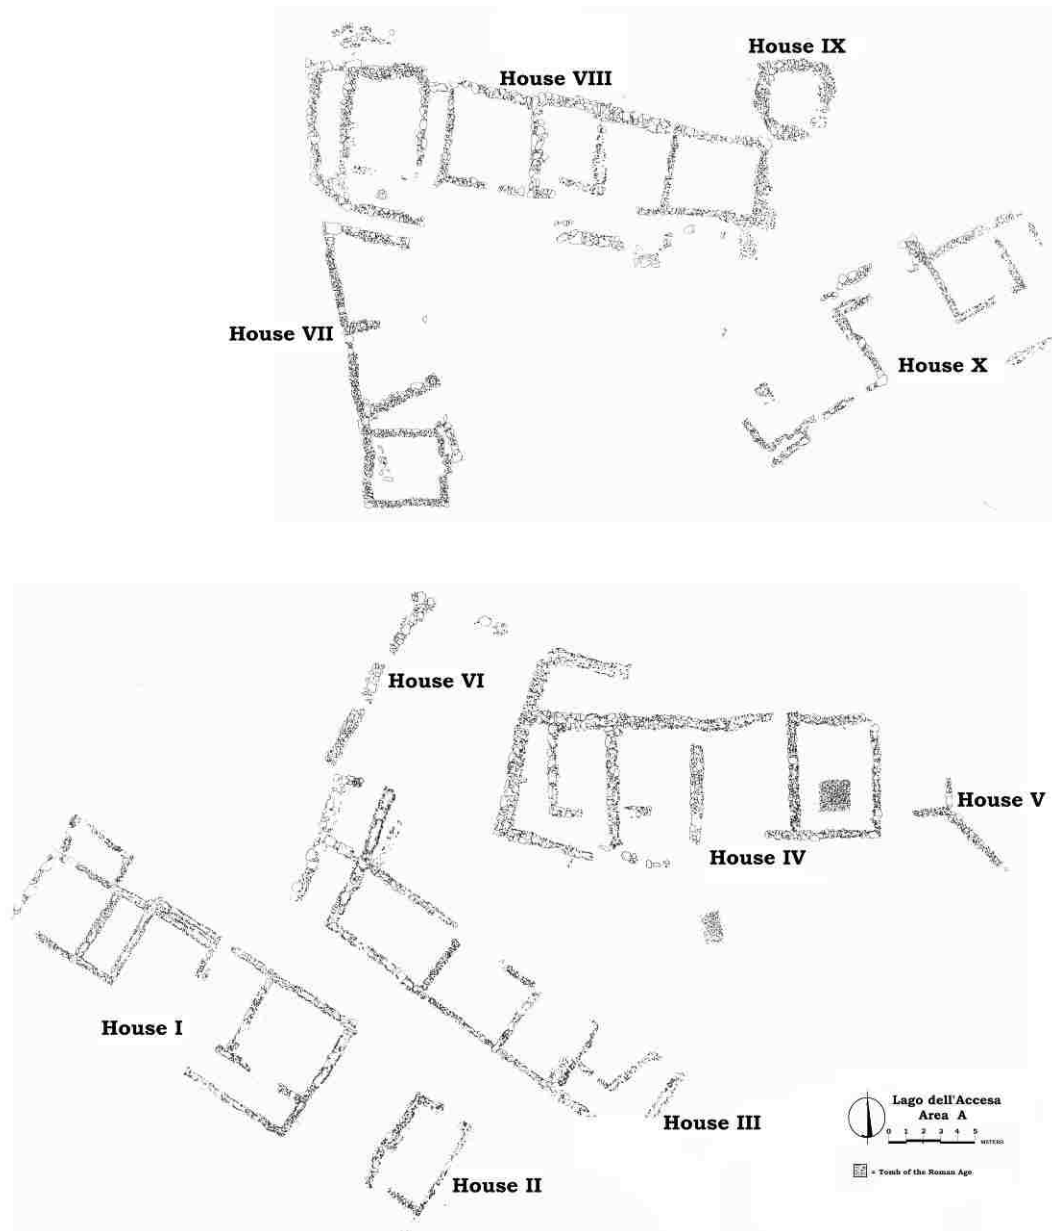 House IX
House VIII
House VII
House X
House VI
House V
House IV
House I
House III
House II
Lago dell'Accesa
Area A
0 1 2 3 4 5
METERS
= Tomb of the Roman Age